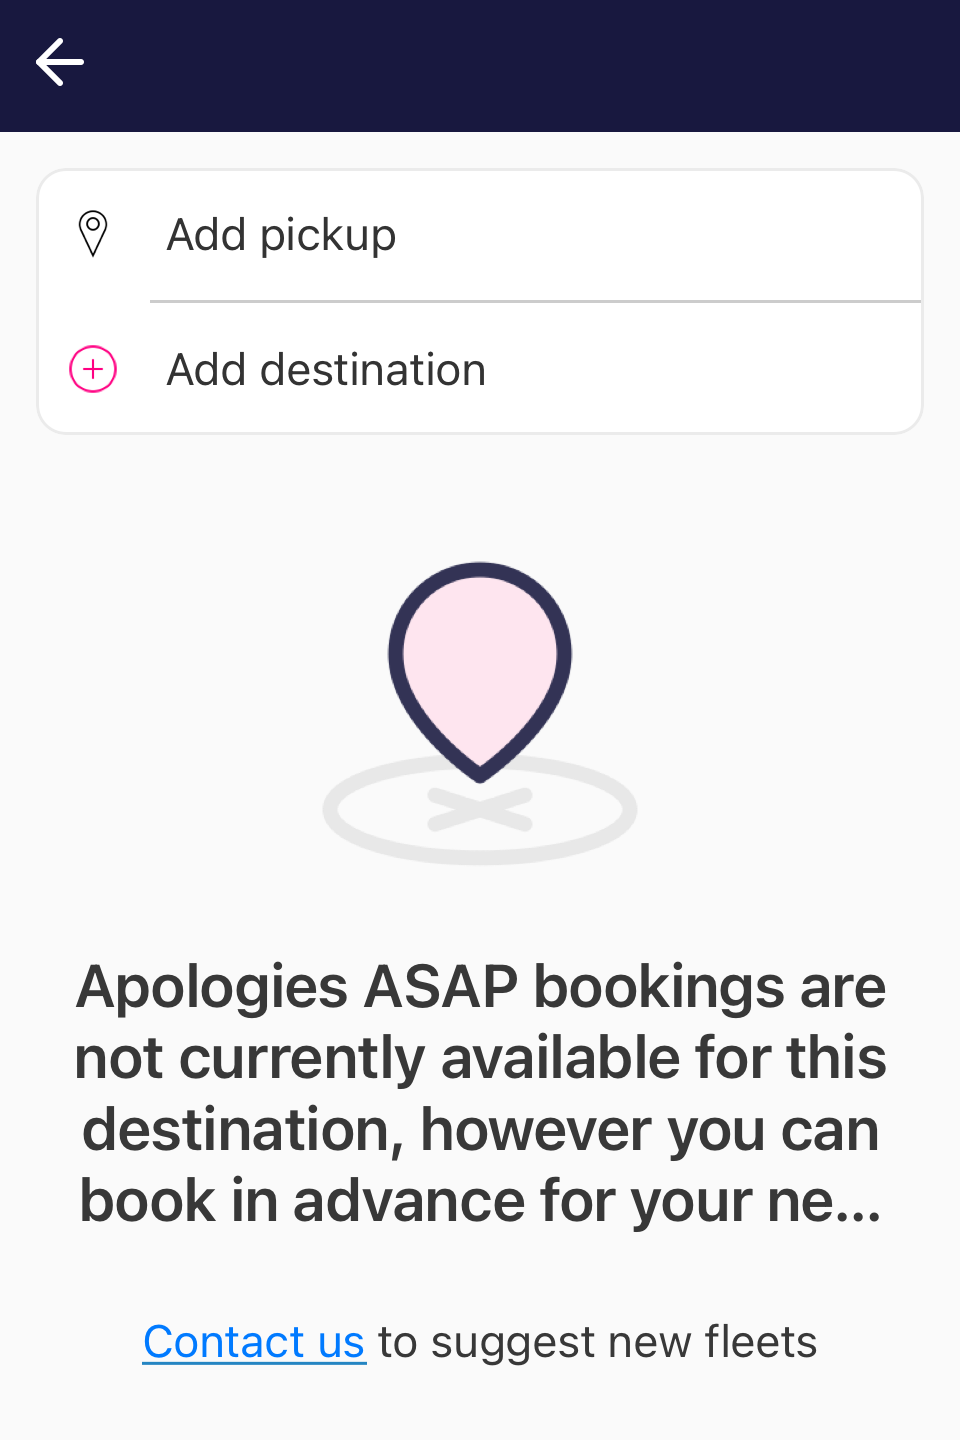 Add pickup
Add destination
Apologies ASAP bookings are
not currently available for this
destination, however you can
book in advance for your ne...
Contact us to suggest new fleets